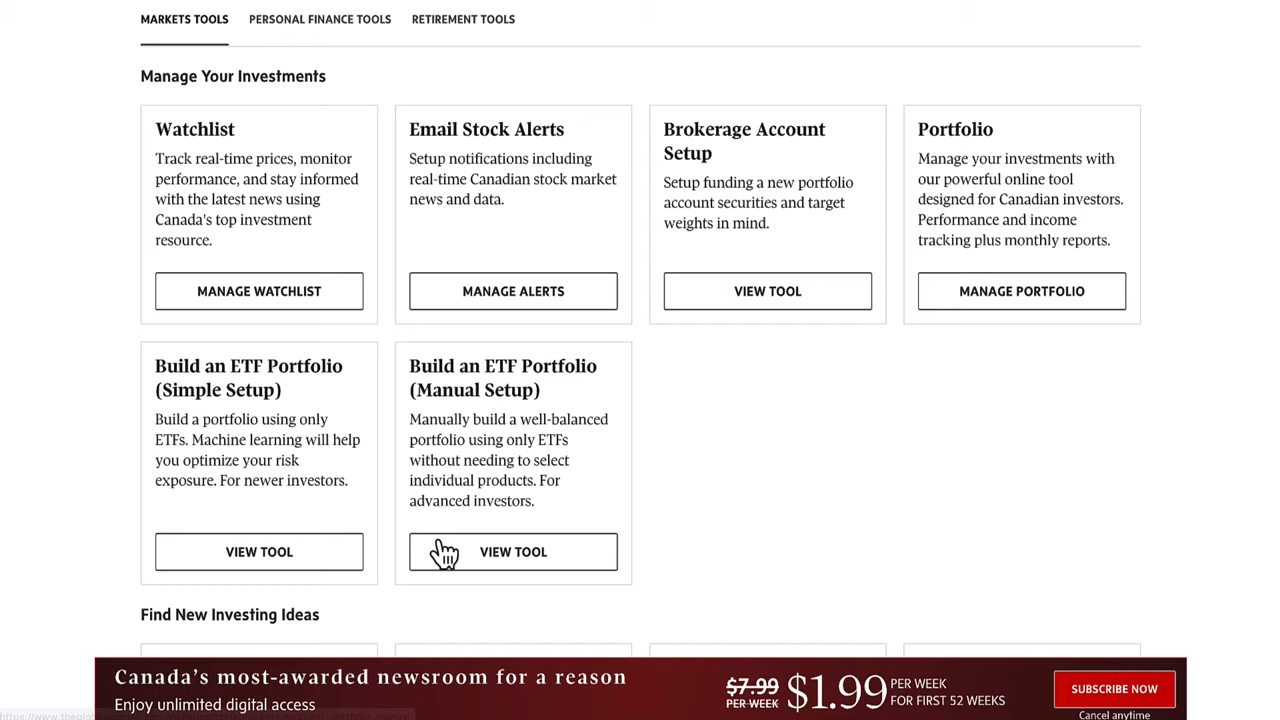 MARKETS TOOLS PERSONAL FINANCE TOOLS RETIREMENT TOOLS
Manage Your Investments
Watchlist
Track real-time prices, monitor
performance, and stay informed
with the latest news using
Canada's top investment
resource.
MANAGE WATCHLIST
Email Stock Alerts
Setup notifications including
real-time Canadian stock market
news and data.
MANAGE ALERTS
Brokerage Account
Setup
Setup funding a new portfolio
account securities and target
weights in mind.
VIEW TOOL
Portfolio
Manage your investments with
our powerful online tool
designed for Canadian investors.
Performance and income
tracking plus monthly reports.
MANAGE PORTFOLIO
Build an ETF Portfolio
(Simple Setup)
Build a portfolio using only
ETFs. Machine learning will help
you optimize your risk
exposure. For newer investors.
VIEW TOOL
Build an ETF Portfolio
(Manual Setup)
Manually build a well-balanced
portfolio using only ETFs
without needing to select
individual products. For
advanced investors.
VIEW TOOL
Find New Investing Ideas
Canada's most-awarded newsroom for a reason
Enjoy unlimited digital access
$7.99
PER WEEK
$1.99
PER WEEK
FOR FIRST 52 WEEKS
SUBSCRIBE NOW
Cancel anytime